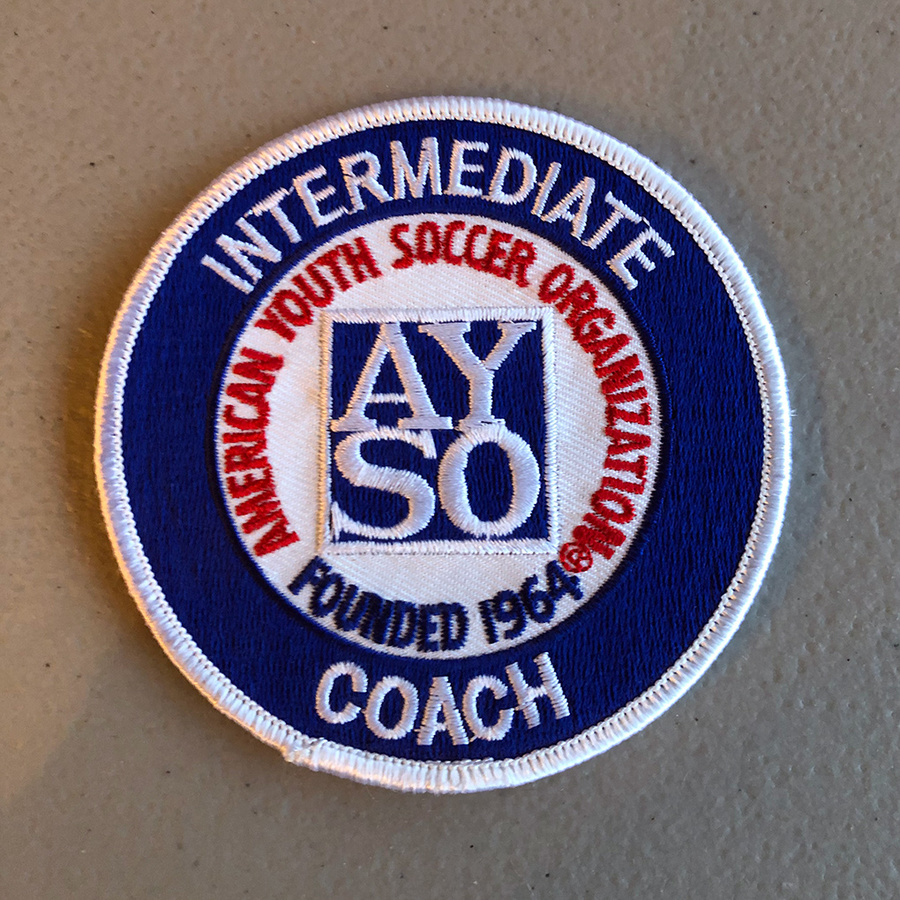 INTERMEDIATE
AMERICAN YOUTH SOCCER ORGANIZATION®
AY
SO
FOUNDED 1964
COACH